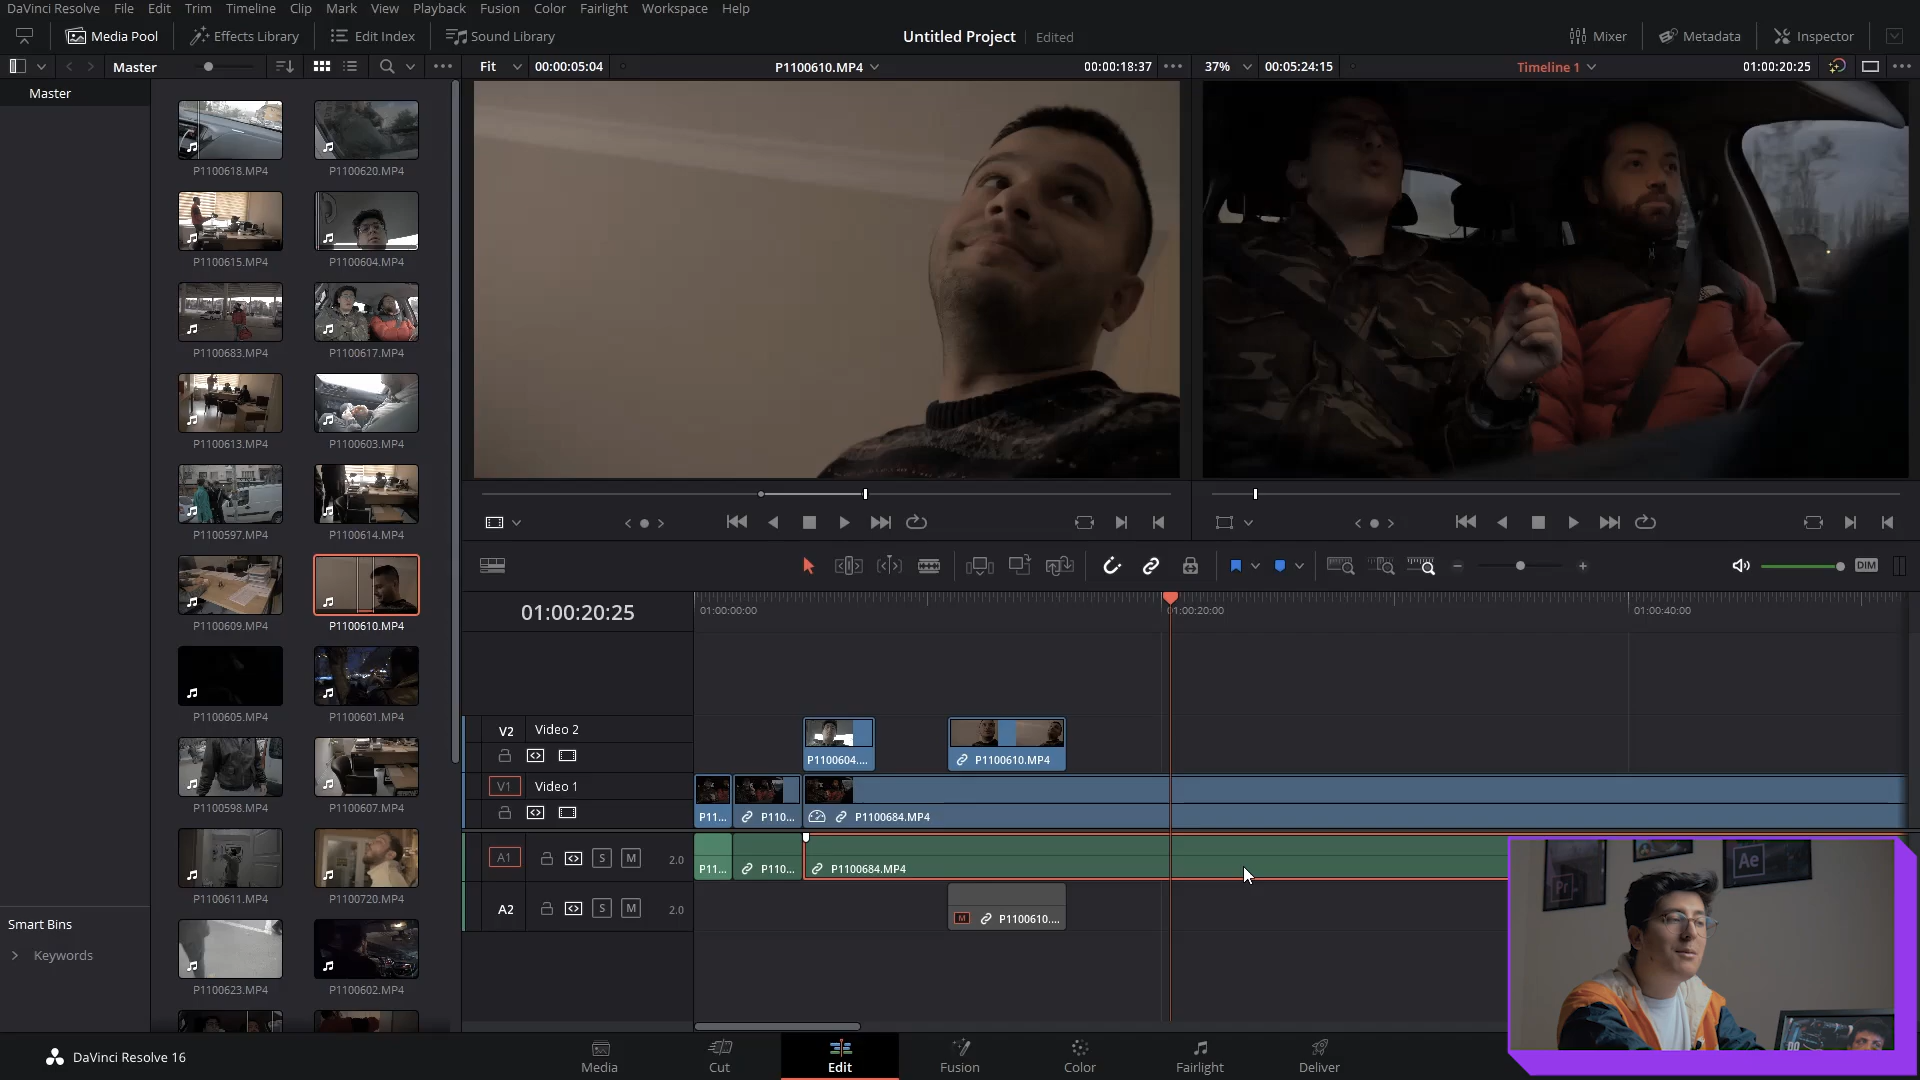 DaVinci Resolve File Edit Trim Timeline Clip Mark View Playback Fusion Color Fairlight Workspace Help
Media Pool Effects Library Edit Index Sound Library Untitled Project Edited Mixer Metadata Inspector
Master Fit 00:00:05:04 P1100610.MP4 00:00:18:37 37% 00:05:24:15 Timeline 1 01:00:20:25
Master
P1100618.MP4 P1100620.MP4
P1100615.MP4 P1100604.MP4
P1100683.MP4 P1100617.MP4
P1100613.MP4 P1100603.MP4
P1100597.MP4 P1100614.MP4
P1100609.MP4 P1100610.MP4
P1100605.MP4 P1100601.MP4
P1100598.MP4 P1100607.MP4
P1100611.MP4 P1100720.MP4
P1100623.MP4 P1100602.MP4
Smart Bins
Keywords
DIM
01:00:20:25 01:00:00:00 01:00:20:00 01:00:40:00
V2 Video 2
P1100604.... P1100610.MP4
V1 Video 1
P11... P110... P1100684.MP4
A1 S M 2.0
P11... P110... P1100684.MP4
A2 S M 2.0
M P1100610....
Pr Ae
DaVinci Resolve 16
Media Cut Edit Fusion Color Fairlight Deliver